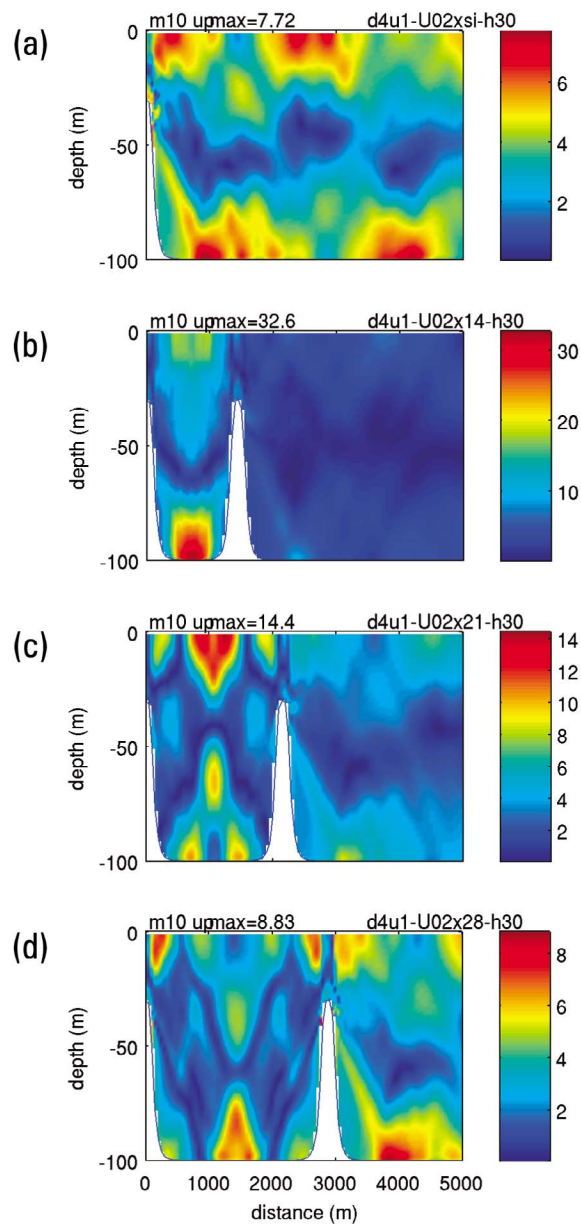 (a)
m10 upmax=7.72 d4u1-U02xsi-h30
0
-50
-100
depth (m)
6
4
2
(b)
m10 upmax=32.6 d4u1-U02x14-h30
0
-50
-100
depth (m)
30
20
10
(c)
m10 upmax=14.4 d4u1-U02x21-h30
0
-50
-100
depth (m)
14
12
10
8
6
4
2
(d)
m10 upmax=8.83 d4u1-U02x28-h30
0
-50
-100
depth (m)
8
6
4
2
0 1000 2000 3000 4000 5000
distance (m)